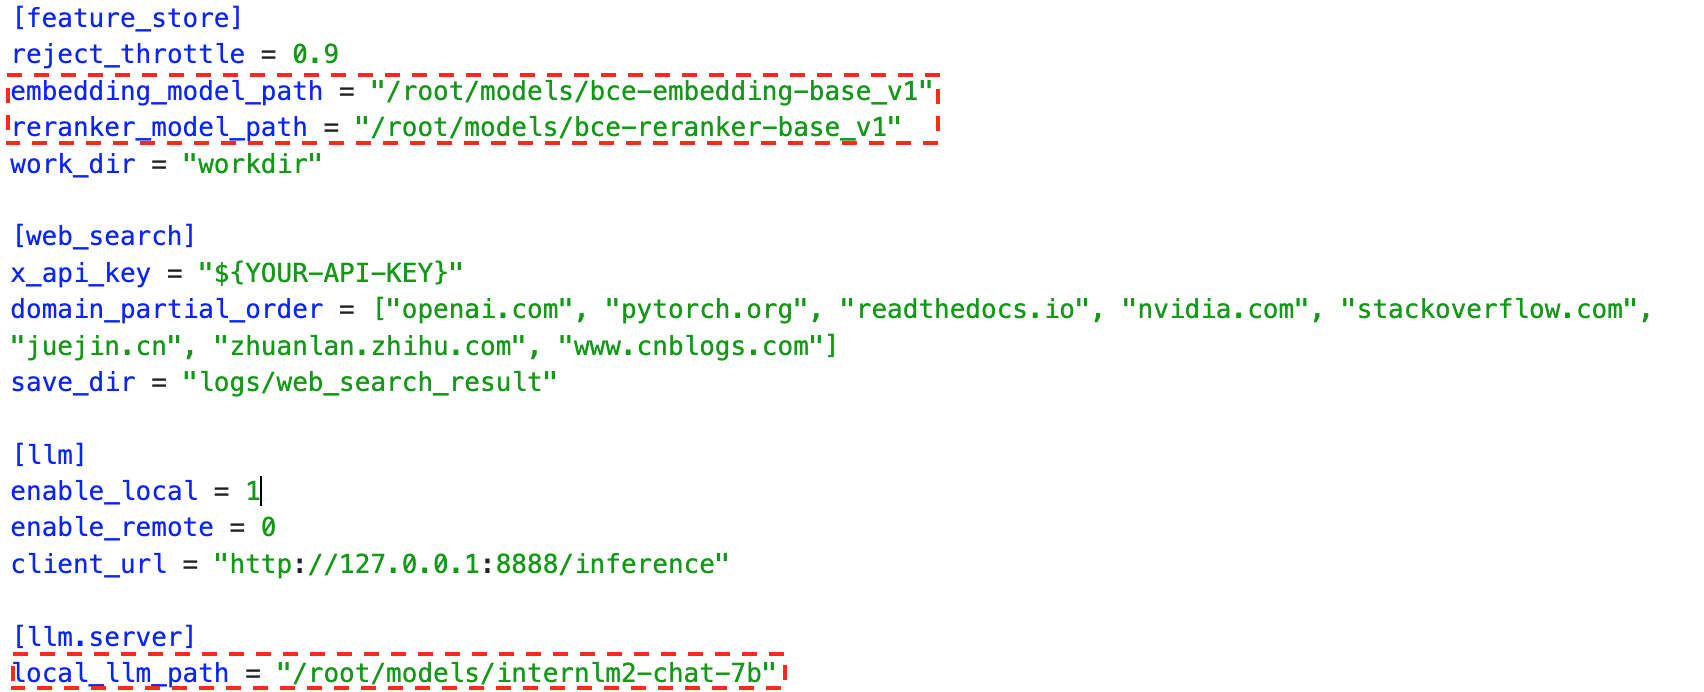 [feature_store]
reject_throttle = 0.9
embedding_model_path = "/root/models/bce-embedding-base_v1"
reranker_model_path = "/root/models/bce-reranker-base_v1"
work_dir = "workdir"
[web_search]
x_api_key = "${YOUR-API-KEY}"
domain_partial_order = ["openai.com", "pytorch.org", "readthedocs.io", "nvidia.com", "stackoverflow.com",
"juejin.cn", "zhuanlan.zhihu.com", "www.cnblogs.com"]
save_dir = "logs/web_search_result"
[llm]
enable_local = 1
enable_remote = 0
client_url = "http://127.0.0.1:8888/inference"
[llm.server]
local_llm_path = "/root/models/internlm2-chat-7b"